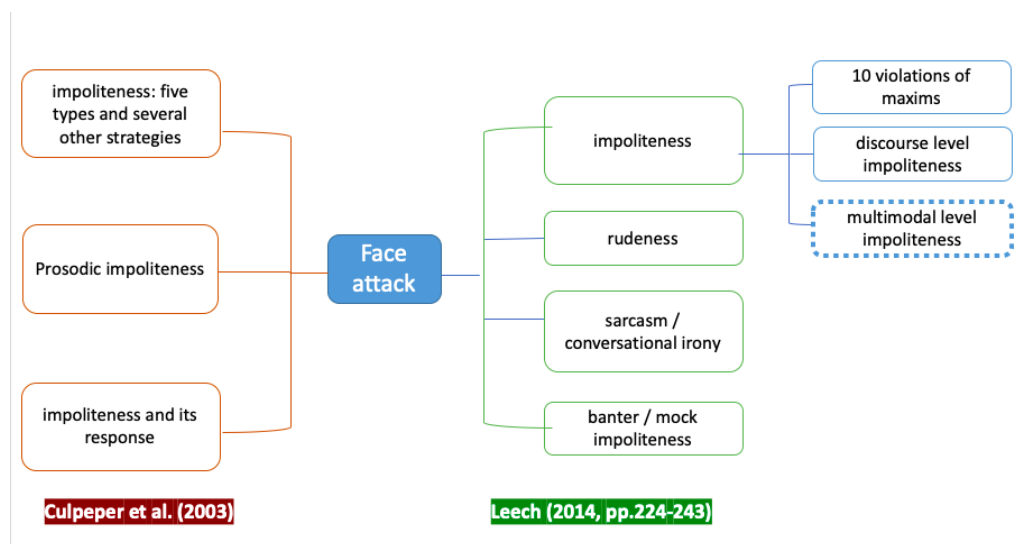 impoliteness: five
types and several
other strategies
Prosodic impoliteness
impoliteness and its
response
Culpeper et al. (2003)
Face
attack
impoliteness
rudeness
sarcasm /
conversational irony
banter / mock
impoliteness
Leech (2014, pp.224-243)
10 violations of
maxims
discourse level
impoliteness
multimodal level
impoliteness